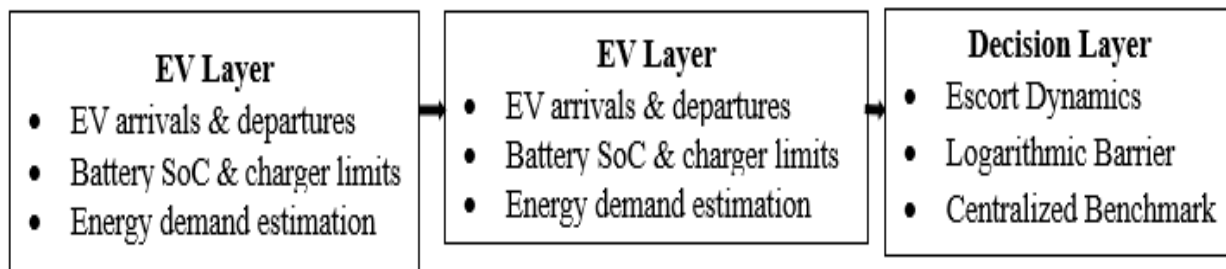 EV Layer
• EV arrivals & departures
• Battery SoC & charger limits
• Energy demand estimation
EV Layer
• EV arrivals & departures
• Battery SoC & charger limits
• Energy demand estimation
Decision Layer
• Escort Dynamics
• Logarithmic Barrier
• Centralized Benchmark